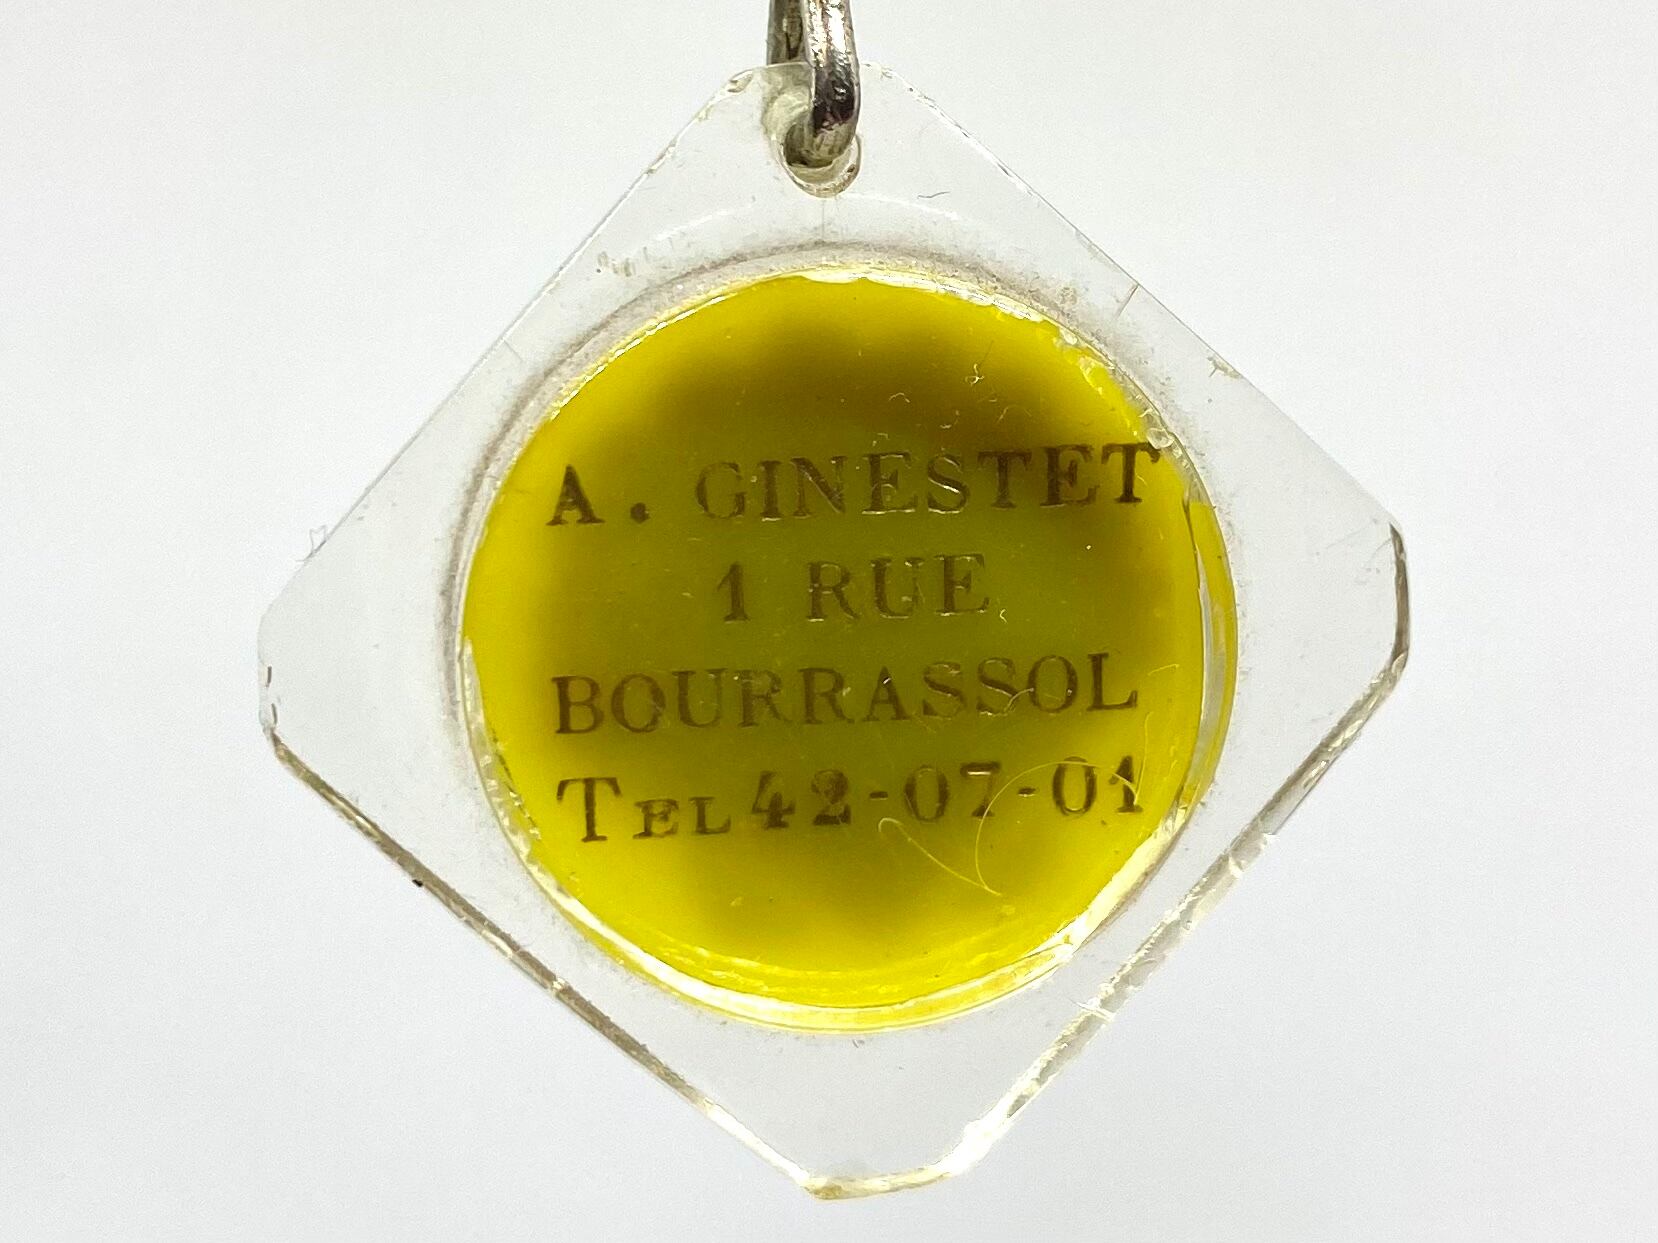 A. GINESTET
1 RUE
BOURRASSOL
TEL 42-07-01